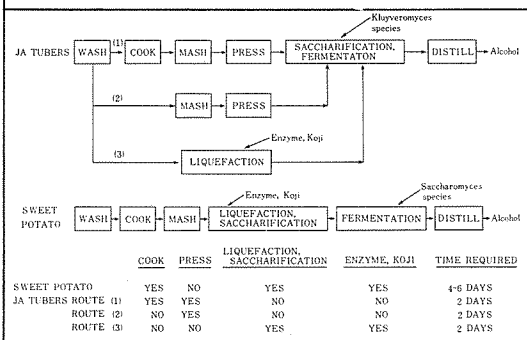 Kluyveromyces
species
JA TUBERS WASH (1) COOK MASH PRESS SACCHARIFICATION, FERMENTATON DISTILL Alcohol
(2) MASH PRESS
Enzyme, Koji
(3) LIQUEFACTION
Enzyme, Koji
Saccharomyces
species
SWEET POTATO WASH COOK MASH LIQUEFACTION, SACCHARIFICATION FERMENTATION DISTILL Alcohol
COOK PRESS LIQUEFACTION, SACCHARIFICATION ENZYME, KOJI TIME REQUIRED
SWEET POTATO YES NO YES YES 4-6 DAYS
JA TUBERS ROUTE (1) YES YES NO NO 2 DAYS
ROUTE (2) NO YES NO NO 2 DAYS
ROUTE (3) NO NO YES YES 2 DAYS